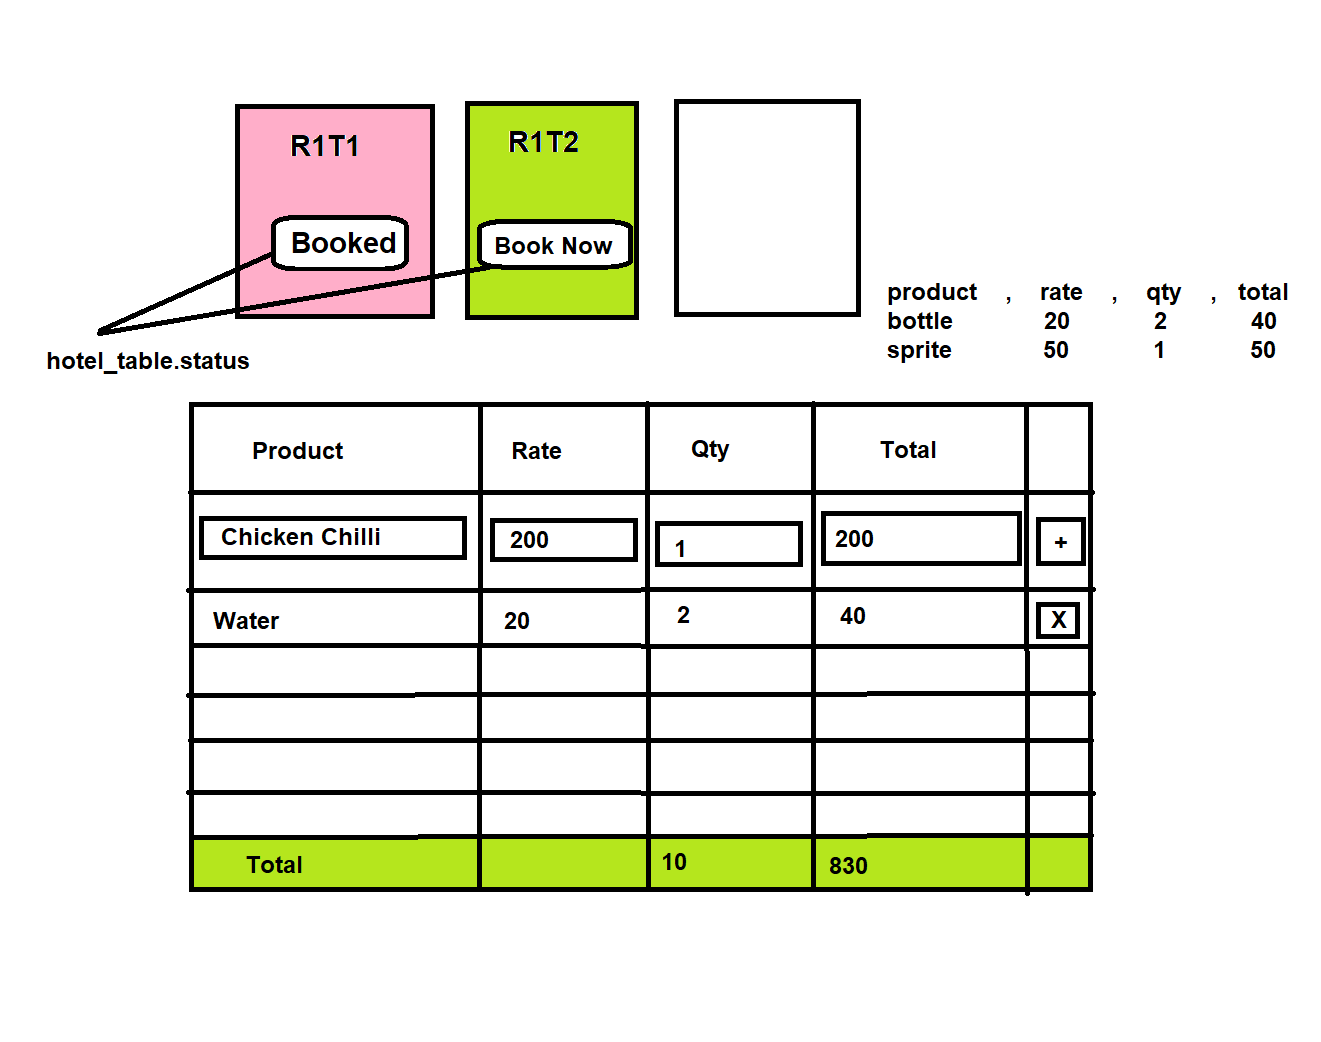 R1T1
R1T2
Booked
Book Now
hotel_table.status
product , rate , qty , total
bottle 20 2 40
sprite 50 1 50
Product Rate Qty Total
Chicken Chilli 200 1 200 +
Water 20 2 40 X
Total 10 830